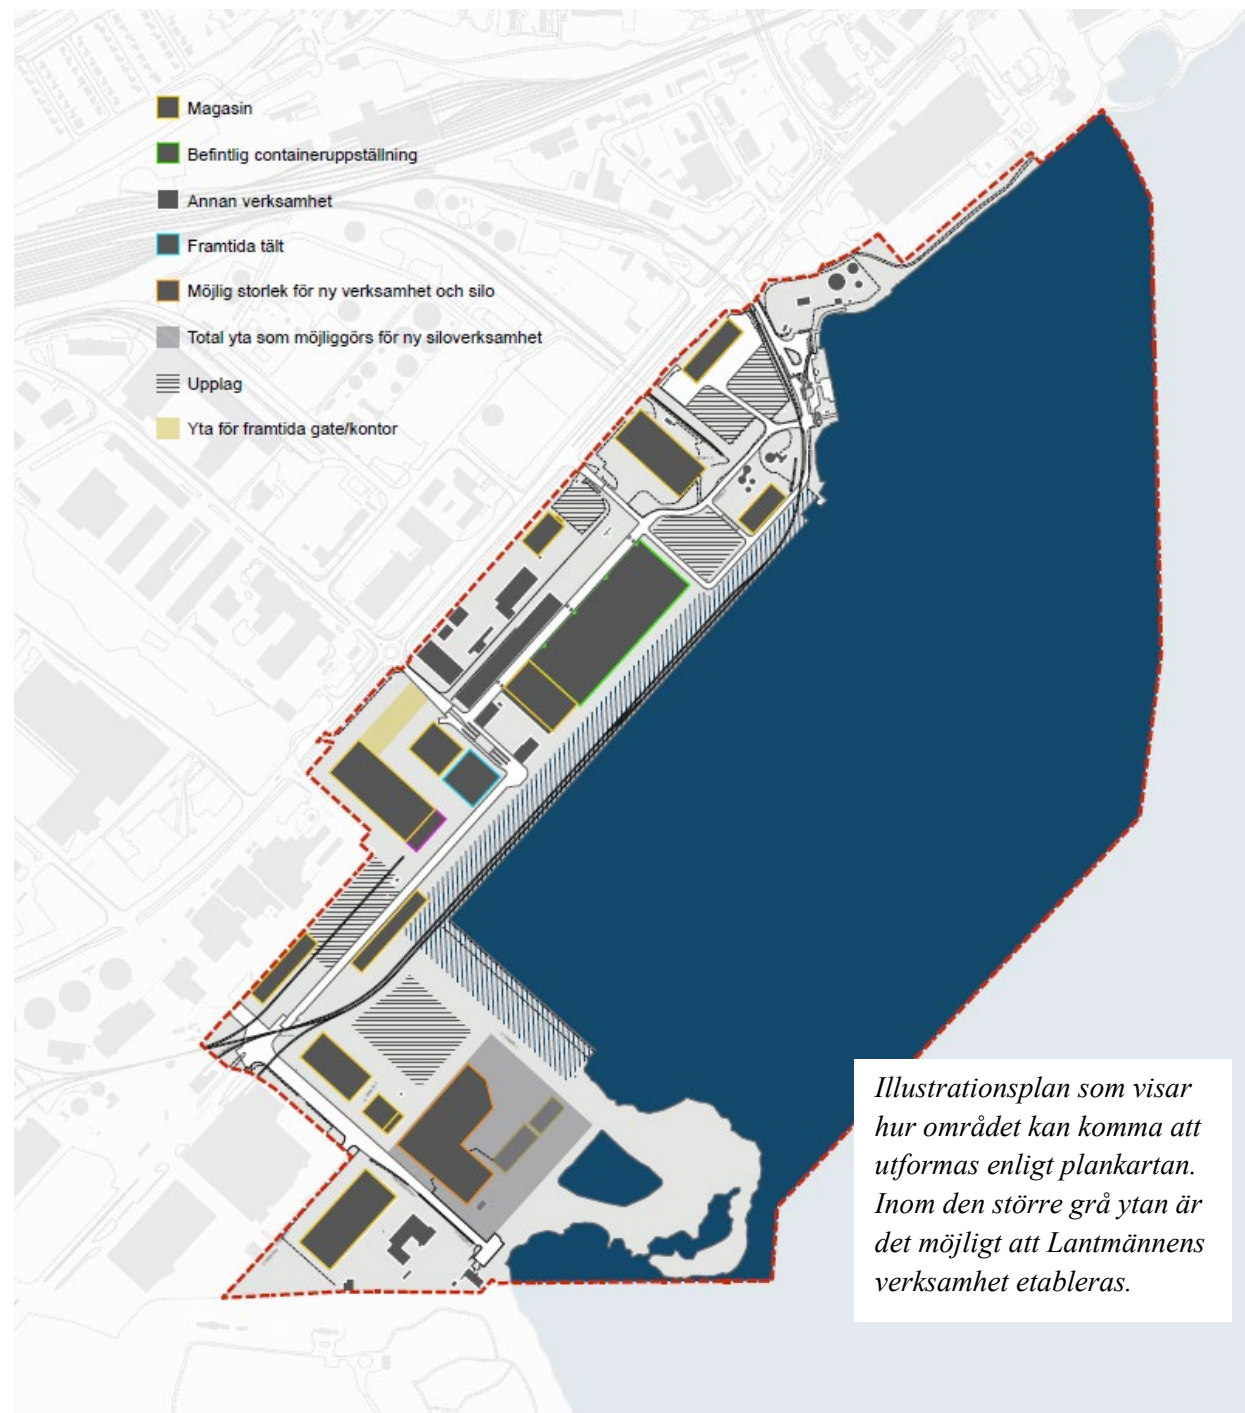 Magasin
Befintlig containeruppställning
Annan verksamhet
Framtida tält
Möjlig storlek för ny verksamhet och silo
Total yta som möjliggörs för ny siloverksamhet
Upplag
Yta för framtida gate/kontor
Illustrationsplan som visar
hur området kan komma att
utformas enligt plankartan.
Inom den större grå ytan är
det möjligt att Lantmännens
verksamhet etableras.